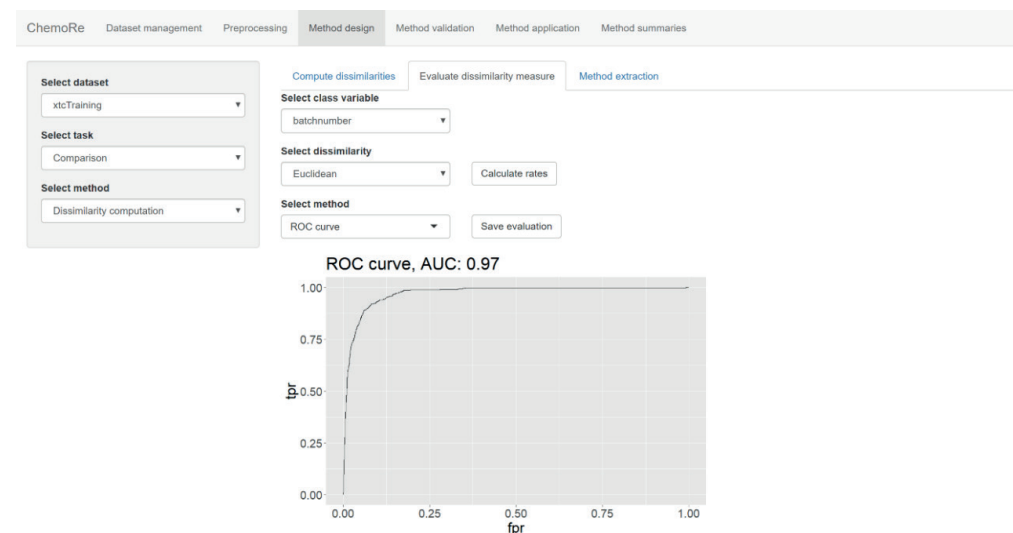 ChemoRe Dataset management Preprocessing Method design Method validation Method application Method summaries
Select dataset
xtcTraining
Select task
Comparison
Select method
Dissimilarity computation
Compute dissimilarities Evaluate dissimilarity measure Method extraction
Select class variable
batchnumber
Select dissimilarity
Euclidean Calculate rates
Select method
ROC curve Save evaluation
ROC curve, AUC: 0.97
tpr
1.00
0.75
0.50
0.25
0.00
0.00 0.25 0.50 0.75 1.00
fpr